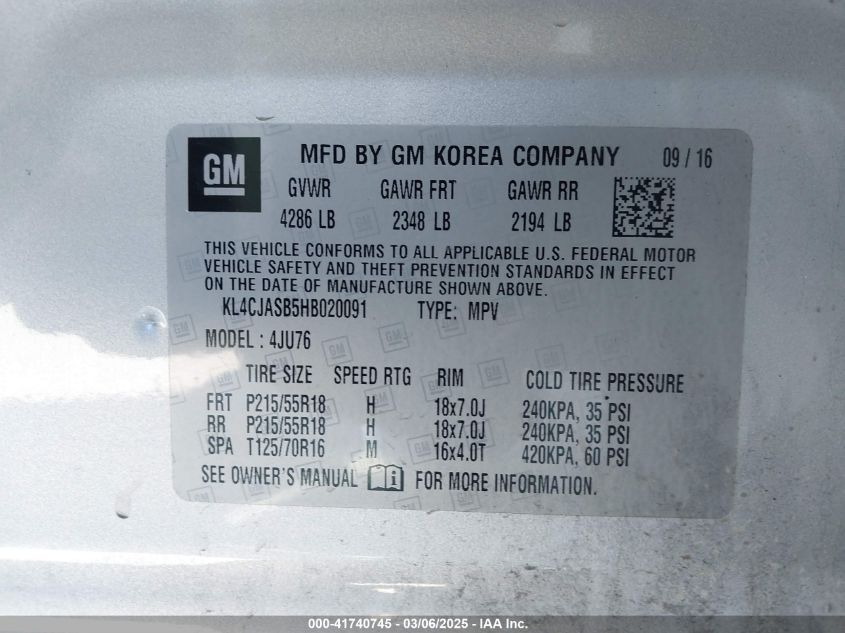 GM
MFD BY GM KOREA COMPANY 09 / 16
GVWR GAWR FRT GAWR RR
4286 LB 2348 LB 2194 LB
THIS VEHICLE CONFORMS TO ALL APPLICABLE U.S. FEDERAL MOTOR
VEHICLE SAFETY AND THEFT PREVENTION STANDARDS IN EFFECT
ON THE DATE OF MANUFACTURE SHOWN ABOVE.
KL4CJASB5HB020091 TYPE: MPV
MODEL : 4JU76
TIRE SIZE SPEED RTG RIM COLD TIRE PRESSURE
FRT P215/55R18 H 18x7.0J 240KPA, 35 PSI
RR P215/55R18 H 18x7.0J 240KPA, 35 PSI
SPA T125/70R16 M 16x4.0T 420KPA, 60 PSI
SEE OWNER'S MANUAL i FOR MORE INFORMATION.
000-41740745 - 03/06/2025 - IAA Inc.